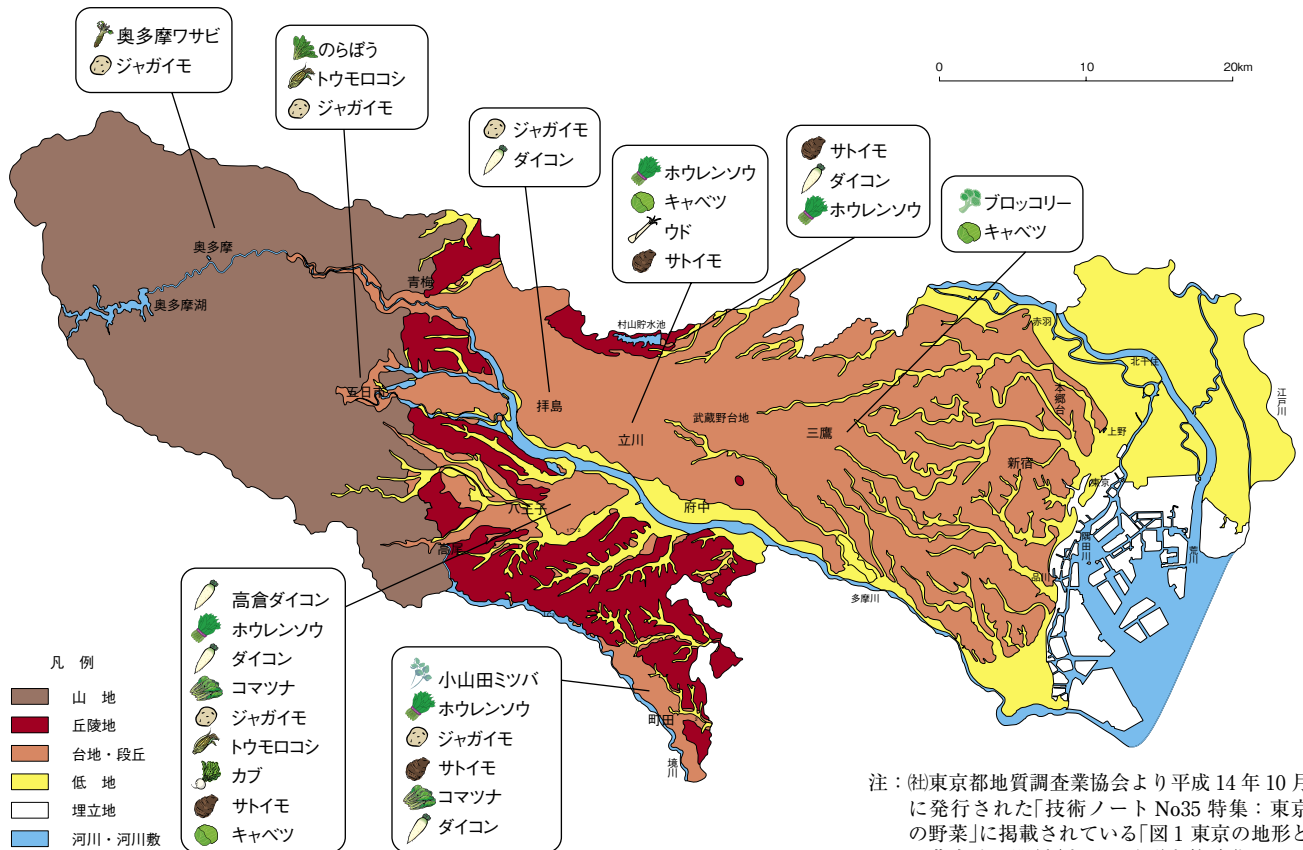 奥多摩ワサビ
ジャガイモ
のらぼう
トウモロコシ
ジャガイモ
ジャガイモ
ダイコン
ホウレンソウ
キャベツ
ウド
サトイモ
サトイモ
ダイコン
ホウレンソウ
ブロッコリー
キャベツ
0 10 20km
奥多摩
奥多摩湖
青梅
村山貯水池
五日市
拝島
立川
武蔵野台地
三鷹
赤羽
北千住
本郷台
上野
江戸川
新宿
東京
八王子
府中
高尾
隅田川
荒川
品川
多摩川
町田
境川
高倉ダイコン
ホウレンソウ
ダイコン
コマツナ
ジャガイモ
トウモロコシ
カブ
サトイモ
キャベツ
小山田ミツバ
ホウレンソウ
ジャガイモ
サトイモ
コマツナ
ダイコン
凡 例
山 地
丘陵地
台地・段丘
低 地
埋立地
河川・河川敷
注:㈳東京都地質調査業協会より平成 14 年 10 月
に発行された「技術ノート No35 特集:東京
の野菜」に掲載されている「図 1 東京の地形と